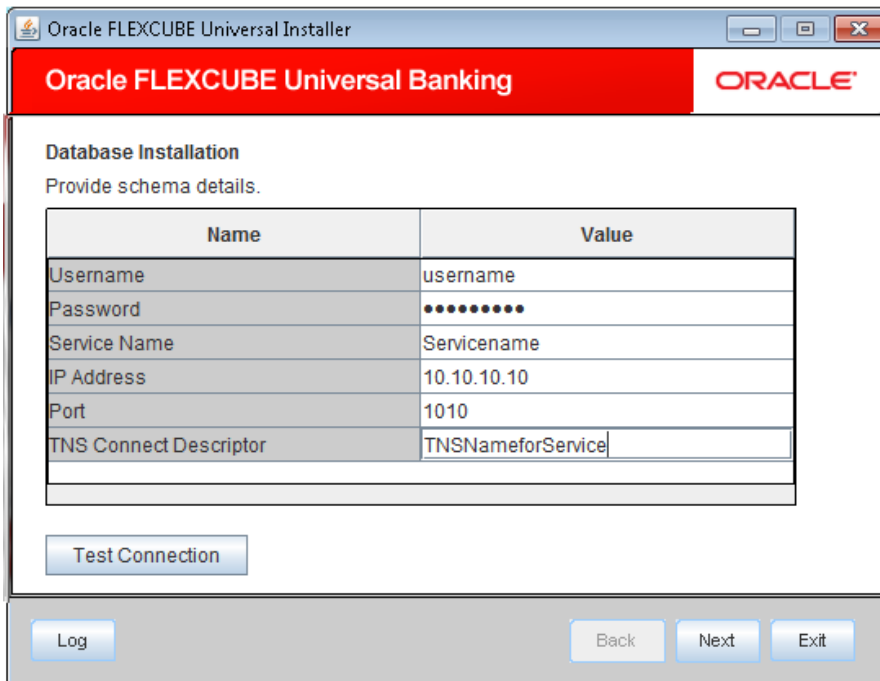 Oracle FLEXCUBE Universal Installer
Oracle FLEXCUBE Universal Banking
ORACLE
Database Installation
Provide schema details.
Name Value
Username username
Password •••••••••
Service Name Servicename
IP Address 10.10.10.10
Port 1010
TNS Connect Descriptor TNSNameforService
Test Connection
Log Back Next Exit